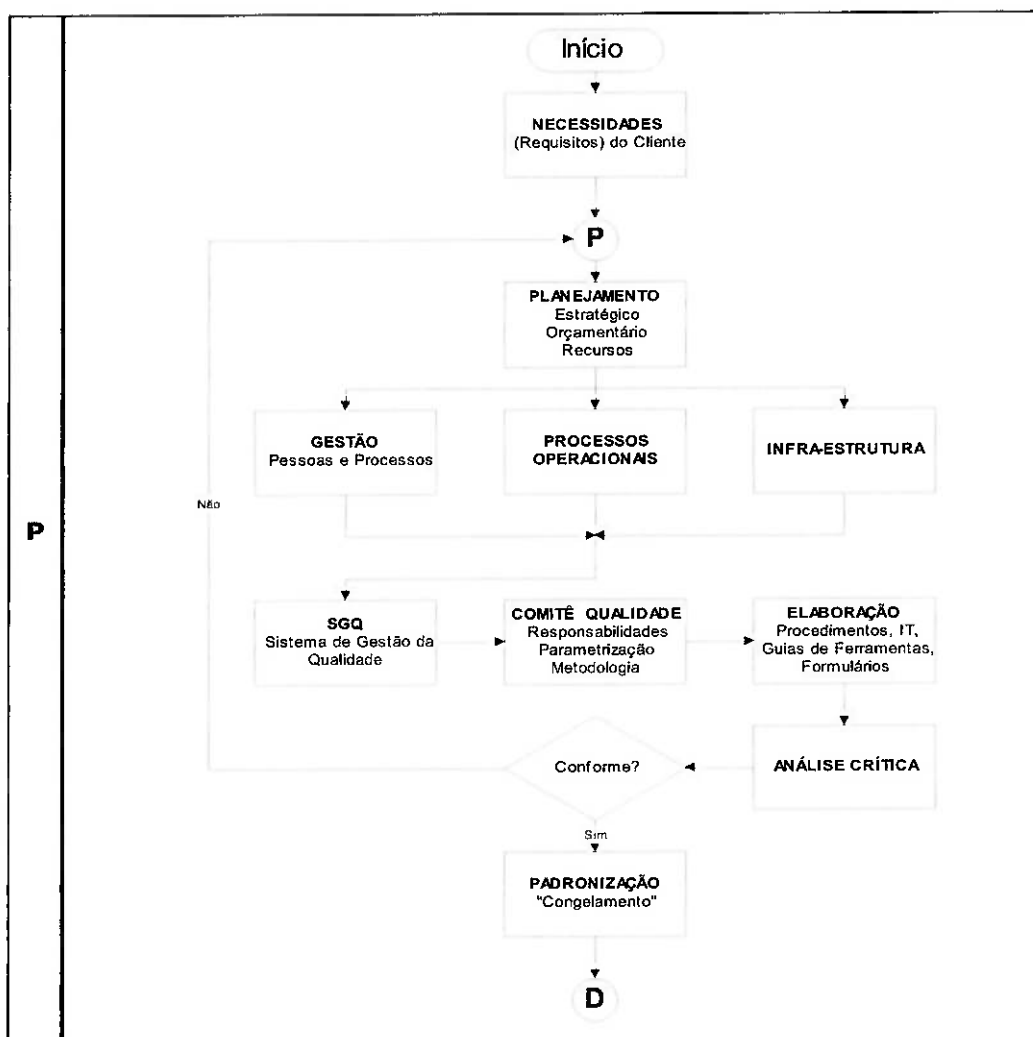 Início
NECESSIDADES
(Requisitos) do Cliente
P
PLANEJAMENTO
Estratégico
Orçamentário
Recursos
GESTÃO
Pessoas e Processos
PROCESSOS
OPERACIONAIS
INFRA-ESTRUTURA
Não
P
SGQ
Sistema de Gestão da
Qualidade
COMITÊ QUALIDADE
Responsabilidades
Parametrização
Metodologia
ELABORAÇÃO
Procedimentos, IT,
Guias de Ferramentas,
Formulários
Conforme?
ANÁLISE CRÍTICA
Sim
PADRONIZAÇÃO
"Congelamento"
D